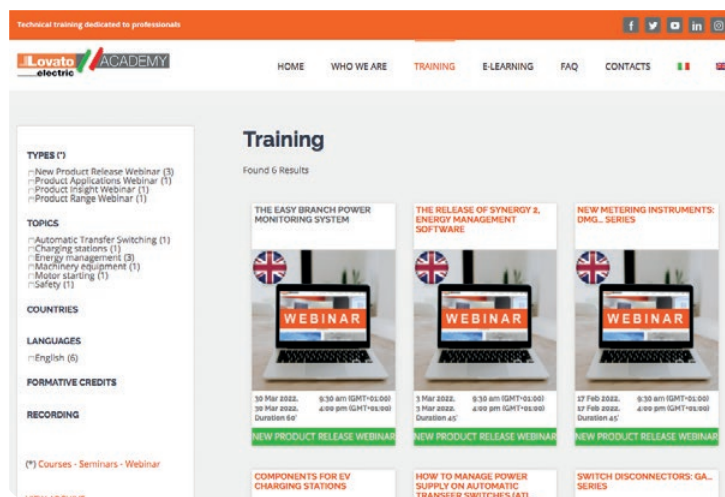 Technical training dedicated to professionals
Lovato electric ACADEMY
HOME WHO WE ARE TRAINING E-LEARNING FAQ CONTACTS
TYPES (*)
New Product Release Webinar (3)
Product Applications Webinar (1)
Product Insight Webinar (1)
Product Range Webinar (1)
TOPICS
Automatic Transfer Switching (1)
Charging stations (1)
Energy management (3)
Machinery equipment (1)
Motor starting (1)
Safety (1)
COUNTRIES
LANGUAGES
English (6)
FORMATIVE CREDITS
RECORDING
(*) Courses - Seminars - Webinar
Training
Found 6 Results
THE EASY BRANCH POWER
MONITORING SYSTEM
WEBINAR
30 Mar 2022. 9:30 am (GMT+01:00)
30 Mar 2022. 4:00 pm (GMT+01:00)
Duration 60'
NEW PRODUCT RELEASE WEBINAR
THE RELEASE OF SYNERGY 2,
ENERGY MANAGEMENT
SOFTWARE
WEBINAR
3 Mar 2022. 9:30 am (GMT+01:00)
3 Mar 2022. 4:00 pm (GMT+01:00)
Duration 45'
NEW PRODUCT RELEASE WEBINAR
NEW METERING INSTRUMENTS:
DMG... SERIES
WEBINAR
17 Feb 2022. 9:30 am (GMT+01:00)
17 Feb 2022. 4:00 pm (GMT+01:00)
Duration 45'
NEW PRODUCT RELEASE WEBINAR
COMPONENTS FOR EV
CHARGING STATIONS
HOW TO MANAGE POWER
SUPPLY ON AUTOMATIC
TRANSFER SWITCHES (ATL
SWITCH DISCONNECTORS: GA...
SERIES